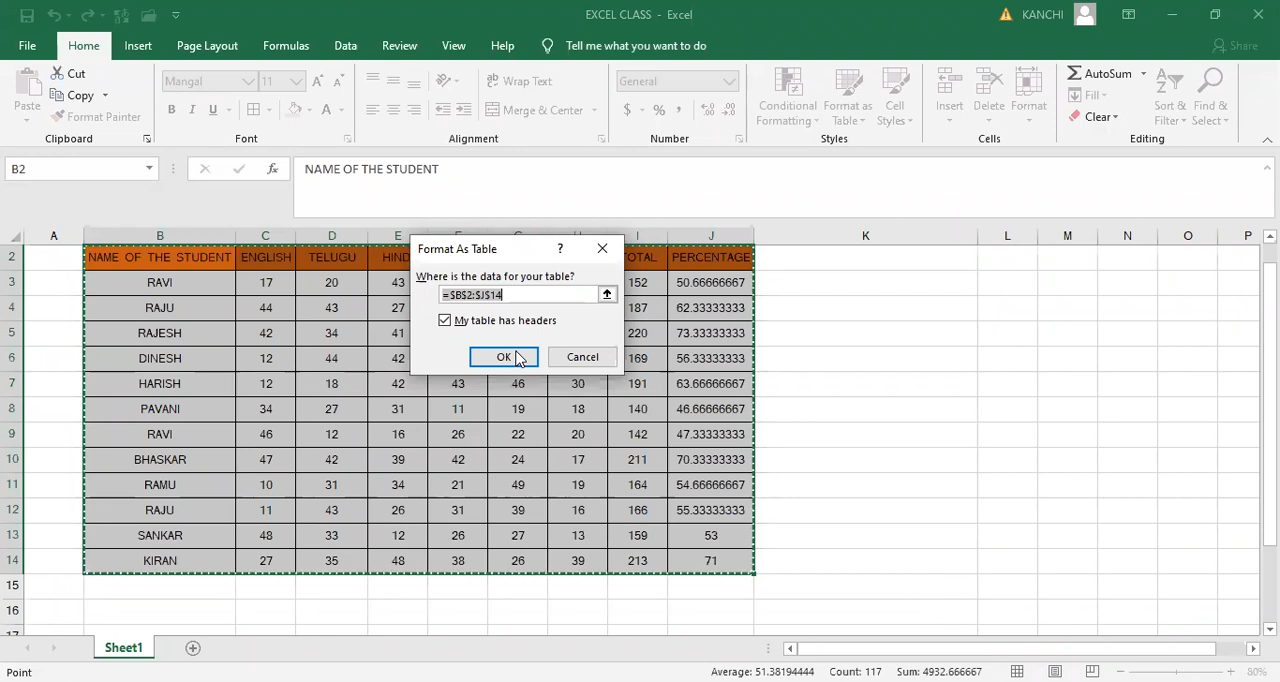 EXCEL CLASS - Excel
KANCHI
File Home Insert Page Layout Formulas Data Review View Help Tell me what you want to do Share
Cut
Copy
Format Painter
Paste
Clipboard
Mangal 11
B I U
Font
Wrap Text
Merge & Center
Alignment
General
$ % ,
Number
Conditional Formatting
Format as Table
Cell Styles
Styles
Insert Delete Format
Cells
AutoSum
Fill
Clear
Sort & Filter
Find & Select
Editing
B2 fx NAME OF THE STUDENT
A B C D E I J K L M N O P
2 NAME OF THE STUDENT ENGLISH TELUGU PERCENTAGE
3 RAVI 17 20 43 152 50.66666667
4 RAJU 44 43 27 187 62.33333333
5 RAJESH 42 34 41 220 73.33333333
6 DINESH 12 44 42 169 56.33333333
7 HARISH 12 18 42 43 46 30 191 63.66666667
8 PAVANI 34 27 31 11 19 18 140 46.66666667
9 RAVI 46 12 16 26 22 20 142 47.33333333
10 BHASKAR 47 42 39 42 24 17 211 70.33333333
11 RAMU 10 31 34 21 49 19 164 54.66666667
12 RAJU 11 43 26 31 39 16 166 55.33333333
13 SANKAR 48 33 12 26 27 13 159 53
14 KIRAN 27 35 48 38 26 39 213 71
15
16
Format As Table ?
Where is the data for your table?
=$B$2:$J$14
My table has headers
OK Cancel
Sheet1
Point
Average: 51.38194444 Count: 117 Sum: 4932.666667 80%